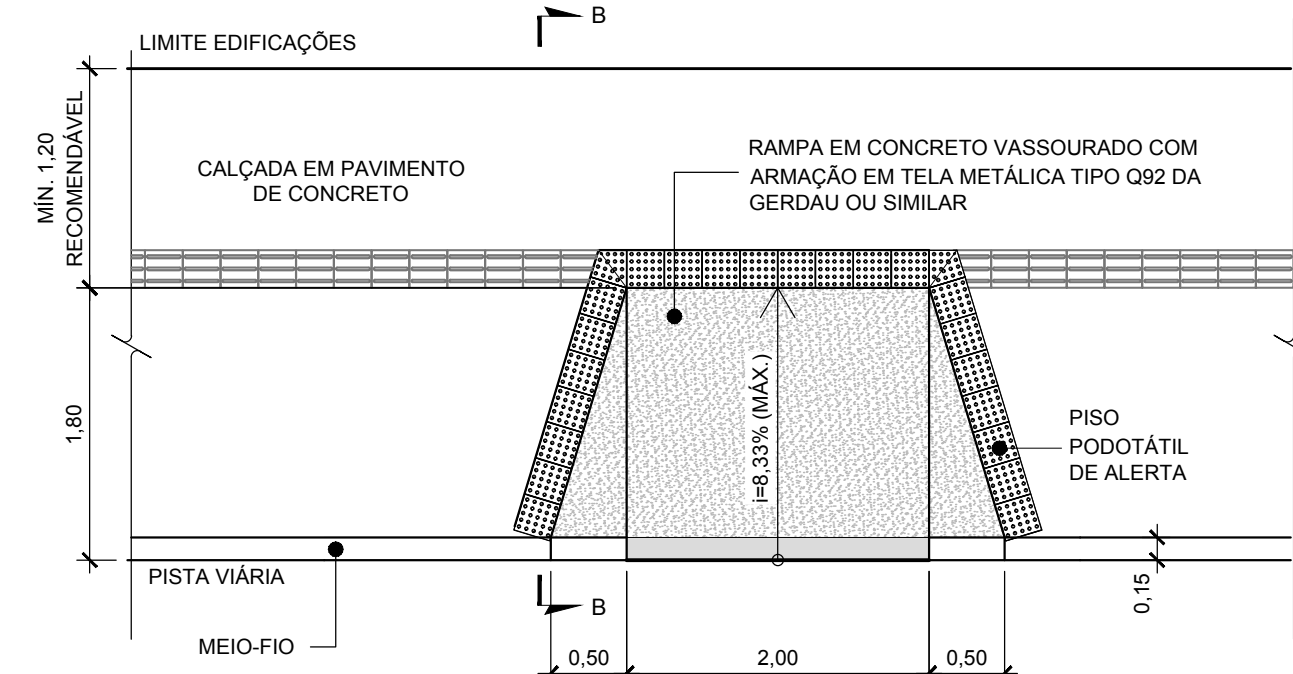 B
LIMITE EDIFICAÇÕES
MÍN. 1,20
RECOMENDÁVEL
CALÇADA EM PAVIMENTO
DE CONCRETO
RAMPA EM CONCRETO VASSOURADO COM
ARMAÇÃO EM TELA METÁLICA TIPO Q92 DA
GERDAU OU SIMILAR
1,80
i=8,33% (MÁX.)
PISO
PODOTÁTIL
DE ALERTA
PISTA VIÁRIA
0,15
B
MEIO-FIO
0,50
2,00
0,50